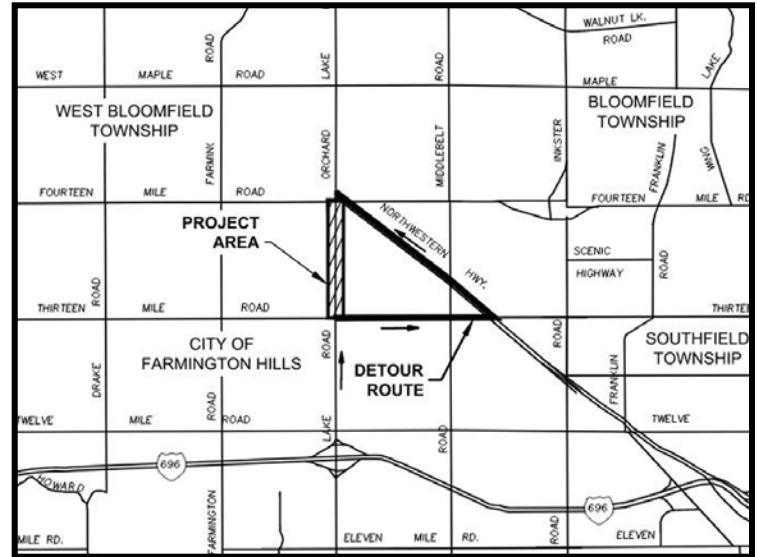 WALNUT LK.
ROAD
ROAD
LAKE
ROAD
LAKE
WEST MAPLE ROAD MAPLE
WEST BLOOMFIELD
TOWNSHIP
BLOOMFIELD
TOWNSHIP
FARMIN
ORCHARD
MIDDLEBELT
INKSTER
FRANKLIN
WING
FOURTEEN MILE ROAD FOURTEEN MILE RD
NORTHWESTERN
HWY.
PROJECT
AREA
SCENIC
HIGHWAY
ROAD
ROAD
THIRTEEN MILE ROAD THIRTEE
CITY OF
FARMINGTON HILLS
SOUTHFIELD
TOWNSHIP
DETOUR
ROUTE
DRAKE
ROAD
ROAD
FRANKLIN
TWELVE MILE ROAD TWELVE
LAKE
ROAD
696
HOWARD
696
FARMINGTON
ROAD
MILE RD. ELEVEN MILE RD. ELEVEN